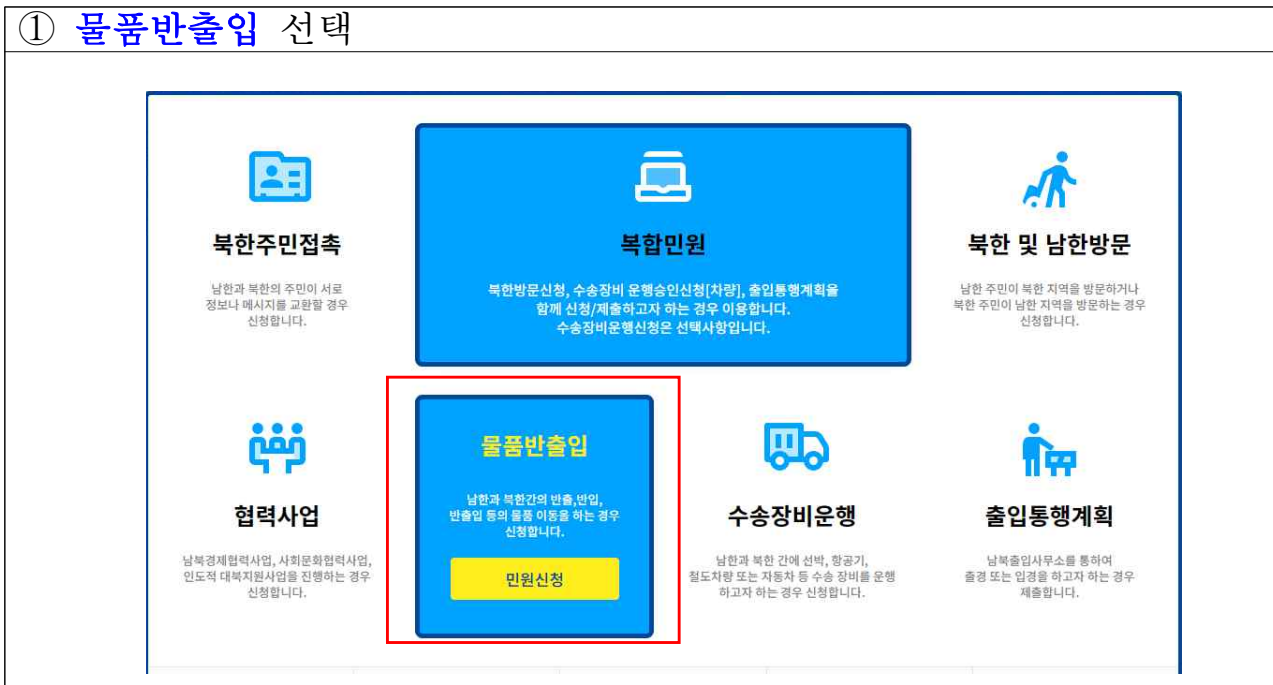 ① 물품반출입 선택
북한주민접촉
남한과 북한의 주민이 서로
정보나 메시지를 교환할 경우
신청합니다.
복합민원
북한방문신청, 수송장비 운행승인신청[차량], 출입통행계획을
함께 신청/제출하고자 하는 경우 이용합니다.
수송장비운행신청은 선택사항입니다.
북한 및 남한방문
남한 주민이 북한 지역을 방문하거나
북한 주민이 남한 지역을 방문하는 경우
신청합니다.
협력사업
남북경제협력사업, 사회문화협력사업,
인도적 대북지원사업을 진행하는 경우
신청합니다.
물품반출입
남한과 북한간의 반출,반입,
반출입 등의 물품 이동을 하는 경우
신청합니다.
민원신청
수송장비운행
남한과 북한 간에 선박, 항공기,
철도차량 또는 자동차 등 수송 장비를 운행
하고자 하는 경우 신청합니다.
출입통행계획
남북출입사무소를 통하여
출경 또는 입경을 하고자 하는 경우
제출합니다.